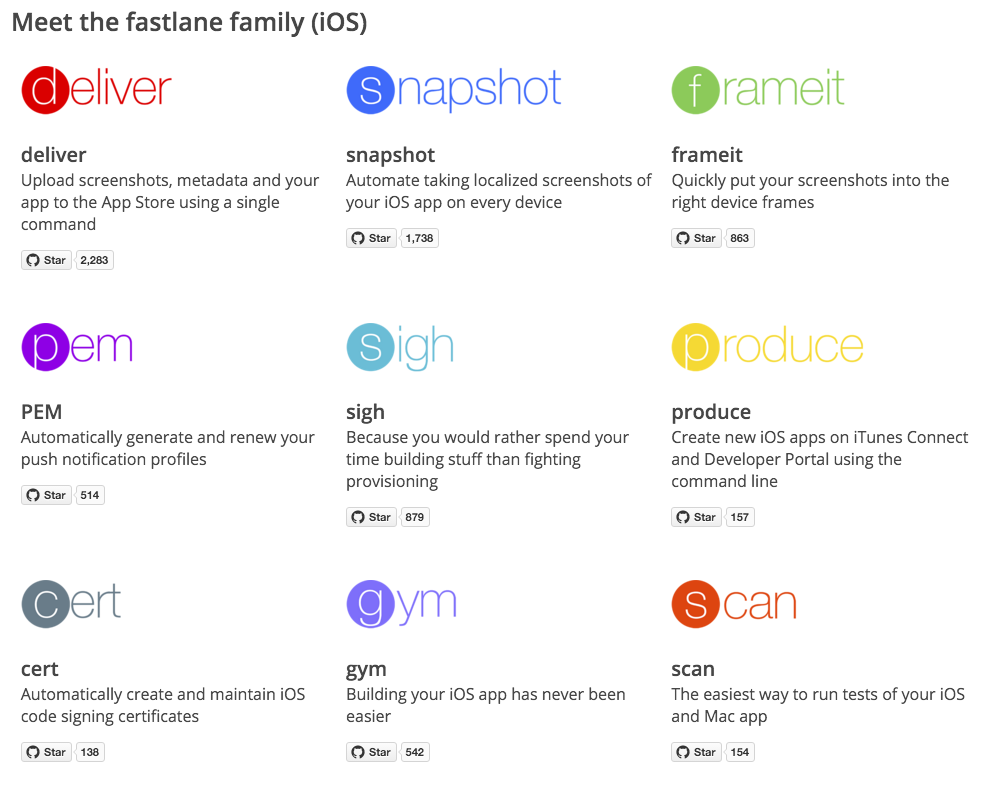 Meet the fastlane family (iOS)
deliver
deliver
Upload screenshots, metadata and your
app to the App Store using a single
command
Star 2,283
snapshot
snapshot
Automate taking localized screenshots of
your iOS app on every device
Star 1,738
frameit
frameit
Quickly put your screenshots into the
right device frames
Star 863
pem
PEM
Automatically generate and renew your
push notification profiles
Star 514
sigh
sigh
Because you would rather spend your
time building stuff than fighting
provisioning
Star 879
produce
produce
Create new iOS apps on iTunes Connect
and Developer Portal using the
command line
Star 157
cert
cert
Automatically create and maintain iOS
code signing certificates
Star 138
gym
gym
Building your iOS app has never been
easier
Star 542
scan
scan
The easiest way to run tests of your iOS
and Mac app
Star 154